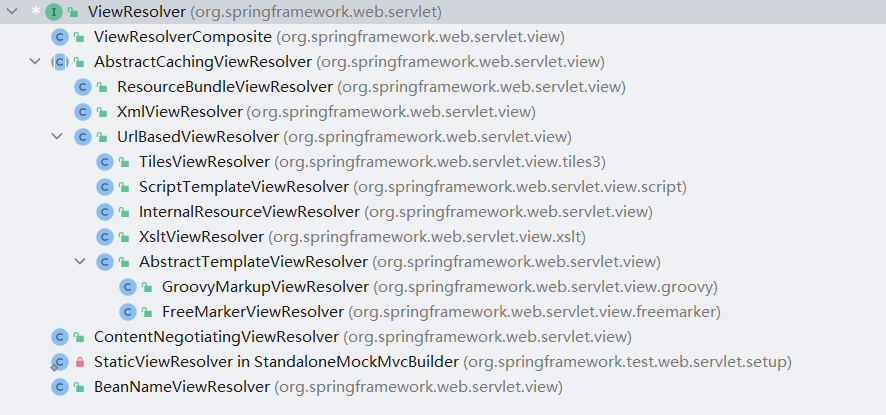 * I ViewResolver (org.springframework.web.servlet)
C ViewResolverComposite (org.springframework.web.servlet.view)
C AbstractCachingViewResolver (org.springframework.web.servlet.view)
C ResourceBundleViewResolver (org.springframework.web.servlet.view)
C XmlViewResolver (org.springframework.web.servlet.view)
C UrlBasedViewResolver (org.springframework.web.servlet.view)
C TilesViewResolver (org.springframework.web.servlet.view.tiles3)
C ScriptTemplateViewResolver (org.springframework.web.servlet.view.script)
C InternalResourceViewResolver (org.springframework.web.servlet.view)
C XsltViewResolver (org.springframework.web.servlet.view.xslt)
C AbstractTemplateViewResolver (org.springframework.web.servlet.view)
C GroovyMarkupViewResolver (org.springframework.web.servlet.view.groovy)
C FreeMarkerViewResolver (org.springframework.web.servlet.view.freemarker)
C ContentNegotiatingViewResolver (org.springframework.web.servlet.view)
C StaticViewResolver in StandaloneMockMvcBuilder (org.springframework.test.web.servlet.setup)
C BeanNameViewResolver (org.springframework.web.servlet.view)